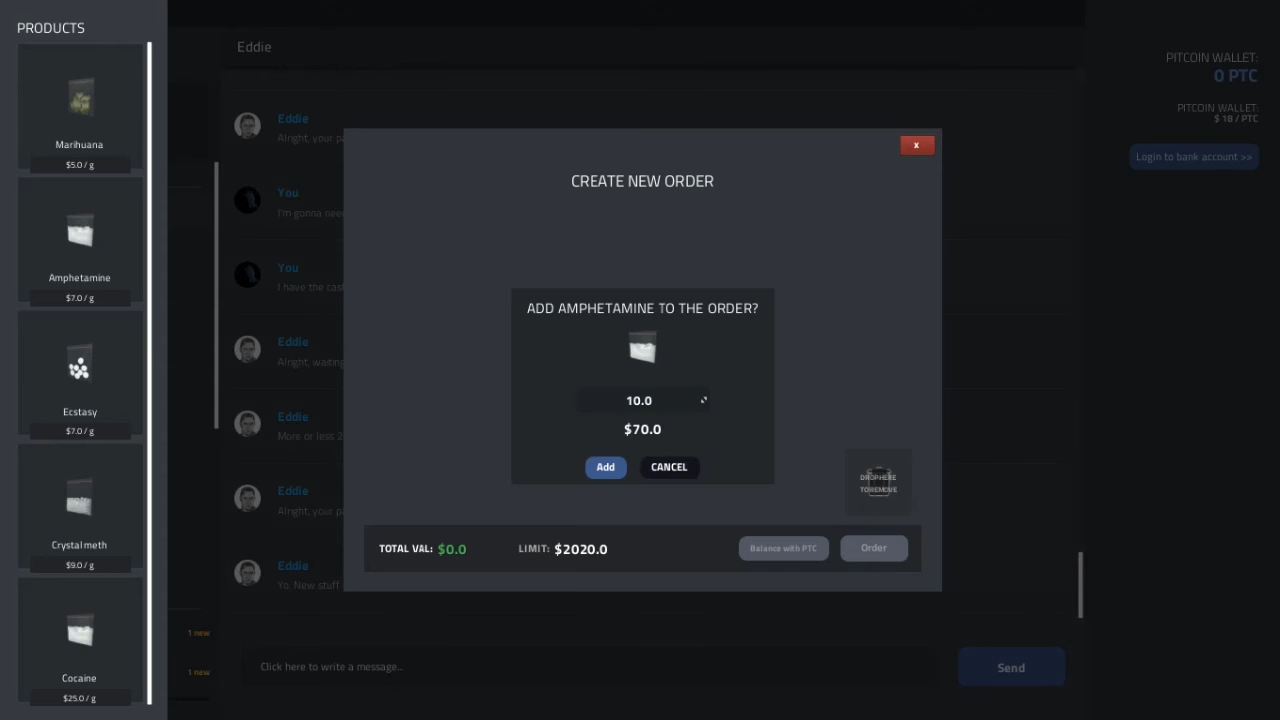 PRODUCTS
Marihuana
$5.0 / g
Amphetamine
$7.0 / g
Ecstasy
$7.0 / g
Crystal meth
$9.0 / g
Cocaine
$25.0 / g
1 new
1 new
Eddie
Eddie
Alright, your pa
You
I'm gonna nee
You
I have the cas
Eddie
Alright, waiting
Eddie
More or less 2
Eddie
Alright, your pa
Eddie
Yo. New stuff
Click here to write a message...
Send
x
CREATE NEW ORDER
ADD AMPHETAMINE TO THE ORDER?
10.0
$70.0
Add
CANCEL
DROP HERE
TO REMOVE
TOTAL VAL: $0.0
LIMIT: $2020.0
Balance with PTC
Order
PITCOIN WALLET:
0 PTC
PITCOIN WALLET:
$ 18 / PTC
Login to bank account >>